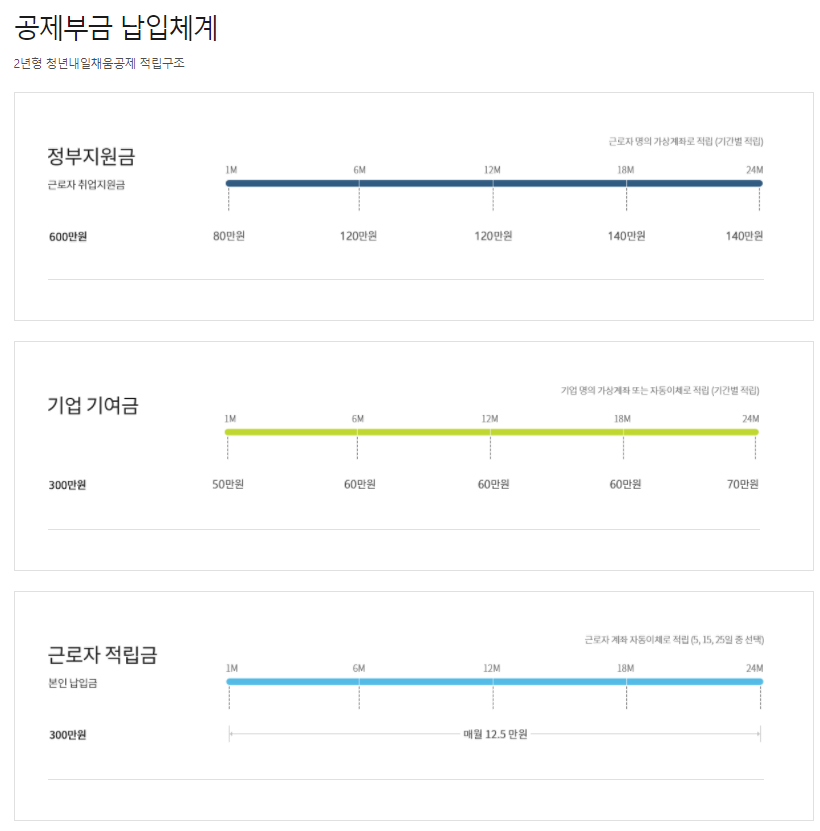 공제부금 납입체계
2년형 청년내일채움공제 적립구조
근로자 명의 가상계좌로 적립 (기간별 적립)
정부지원금
근로자 취업지원금
1M 6M 12M 18M 24M
600만원 80만원 120만원 120만원 140만원 140만원
기업 명의 가상계좌 또는 자동이체로 적립 (기간별 적립)
기업 기여금
1M 6M 12M 18M 24M
300만원 50만원 60만원 60만원 60만원 70만원
근로자 계좌 자동이체로 적립 (5, 15, 25일 중 선택)
근로자 적립금
본인 납입금
1M 6M 12M 18M 24M
300만원 매월 12.5 만원